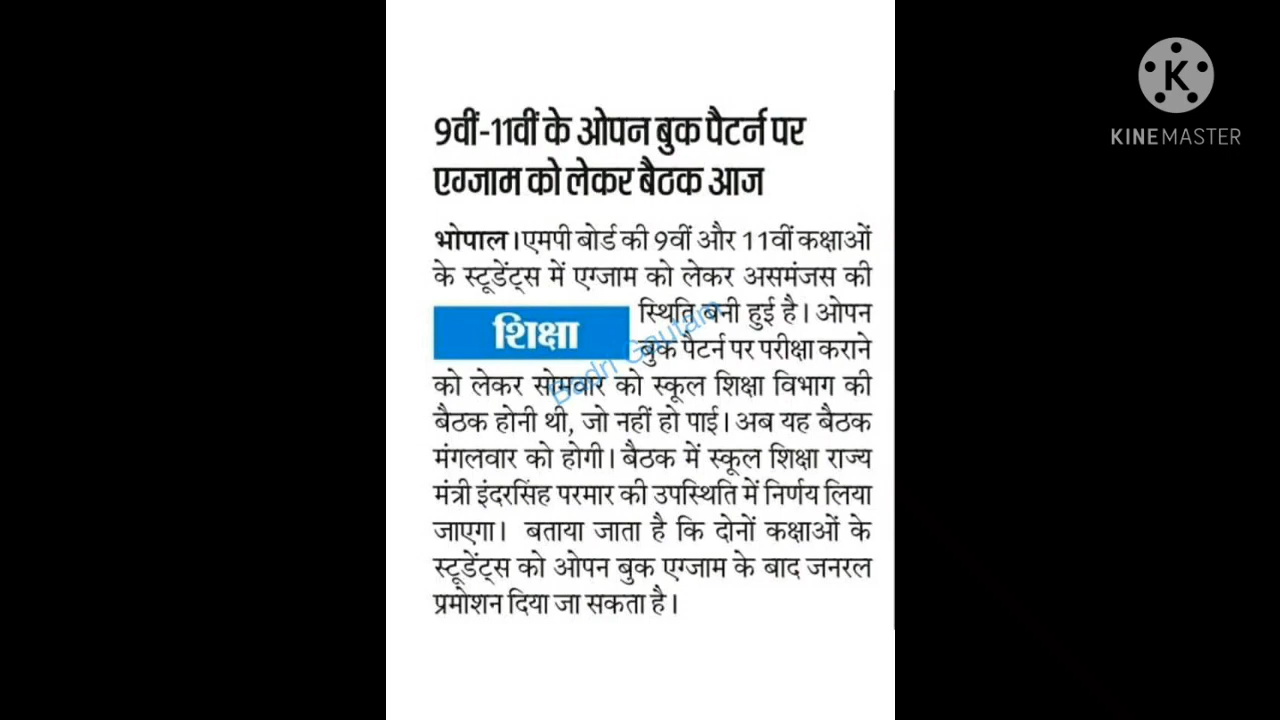 9वीं-11वीं के ओपन बुक पैटर्न पर
एग्जाम को लेकर बैठक आज
भोपाल। एमपी बोर्ड की 9वीं और 11वीं कक्षाओं
के स्टूडेंट्स में एग्जाम को लेकर असमंजस की
स्थिति बनी हुई है। ओपन
शिक्षा
बुक पैटर्न पर परीक्षा कराने
को लेकर सोमवार को स्कूल शिक्षा विभाग की
बैठक होनी थी, जो नहीं हो पाई। अब यह बैठक
मंगलवार को होगी। बैठक में स्कूल शिक्षा राज्य
मंत्री इंदरसिंह परमार की उपस्थिति में निर्णय लिया
जाएगा। बताया जाता है कि दोनों कक्षाओं के
स्टूडेंट्स को ओपन बुक एग्जाम के बाद जनरल
प्रमोशन दिया जा सकता है।
Badri Gautam
K
KINEMASTER